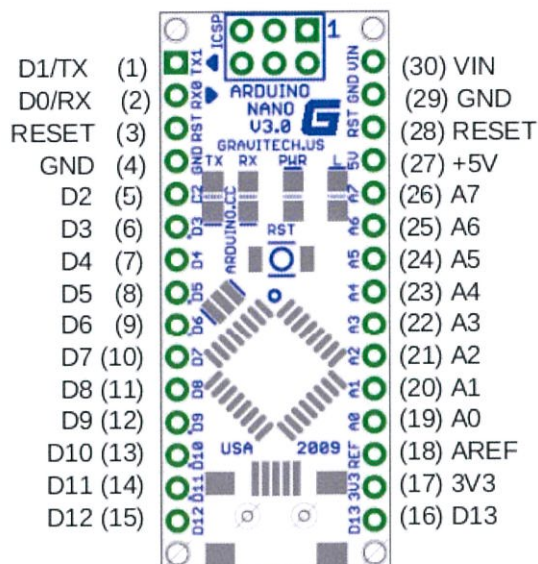 D1/TX (1)
D0/RX (2)
RESET (3)
GND (4)
D2 (5)
D3 (6)
D4 (7)
D5 (8)
D6 (9)
D7 (10)
D8 (11)
D9 (12)
D10 (13)
D11 (14)
D12 (15)
ICSP
1
TX1
RX0
RST
GND
D3
D4
D5
D6
D7
D8
D9
D10
D11
D12
ARDUINO
NANO
V3.0
G
GRAVITECH.US
TX RX PWR L
ARDUINO.CC
RST
USA 2009
VIN
GND
RST
5V
A7
A6
A5
A4
A3
A2
A1
A0
REF
3V3
D13
(30) VIN
(29) GND
(28) RESET
(27) +5V
(26) A7
(25) A6
(24) A5
(23) A4
(22) A3
(21) A2
(20) A1
(19) A0
(18) AREF
(17) 3V3
(16) D13